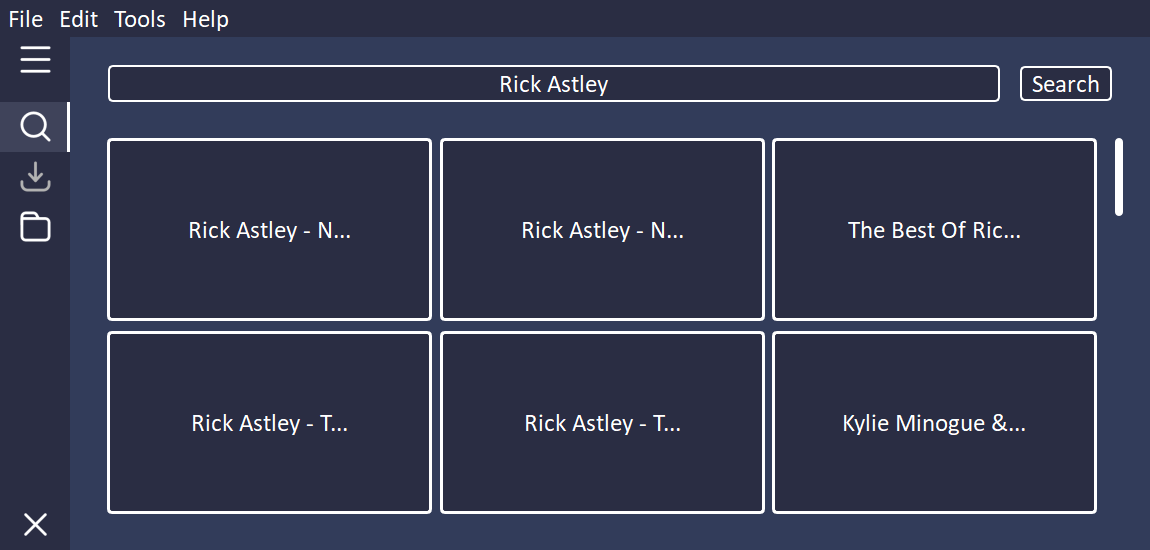 File Edit Tools Help
Rick Astley Search
Rick Astley - N... Rick Astley - N... The Best Of Ric...
Rick Astley - T... Rick Astley - T... Kylie Minogue &...